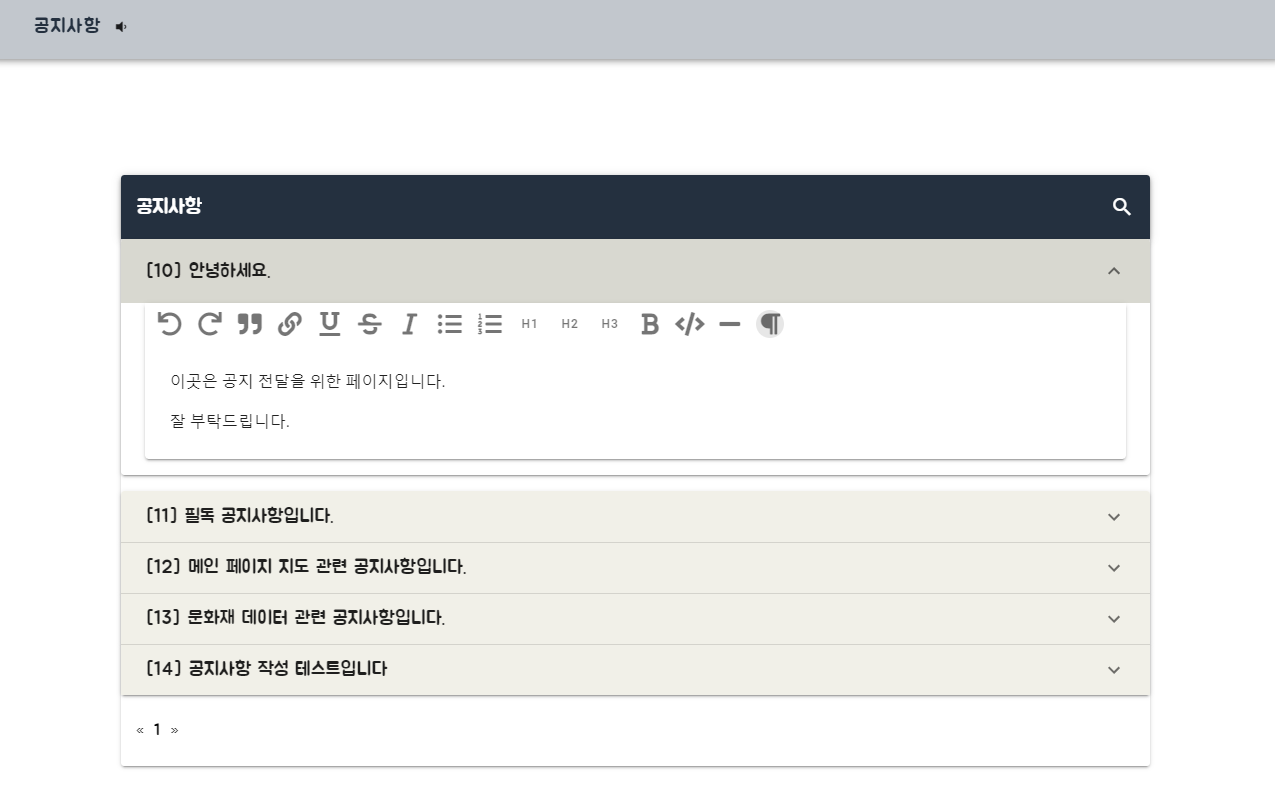 공지사항
공지사항
[10] 안녕하세요.
H1 H2 H3
이곳은 공지 전달을 위한 페이지입니다.
잘 부탁드립니다.
[11] 필독 공지사항입니다.
[12] 메인 페이지 지도 관련 공지사항입니다.
[13] 문화재 데이터 관련 공지사항입니다.
[14] 공지사항 작성 테스트입니다
« 1 »